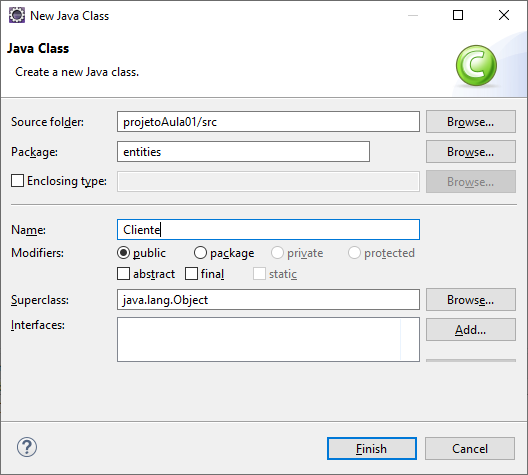 New Java Class
Java Class
Create a new Java class.
C
Source folder: projetoAula01/src Browse...
Package: entities Browse...
Enclosing type: Browse...
Name: Cliente
Modifiers: public package private protected
abstract final static
Superclass: java.lang.Object Browse...
Interfaces: Add...
? Finish Cancel